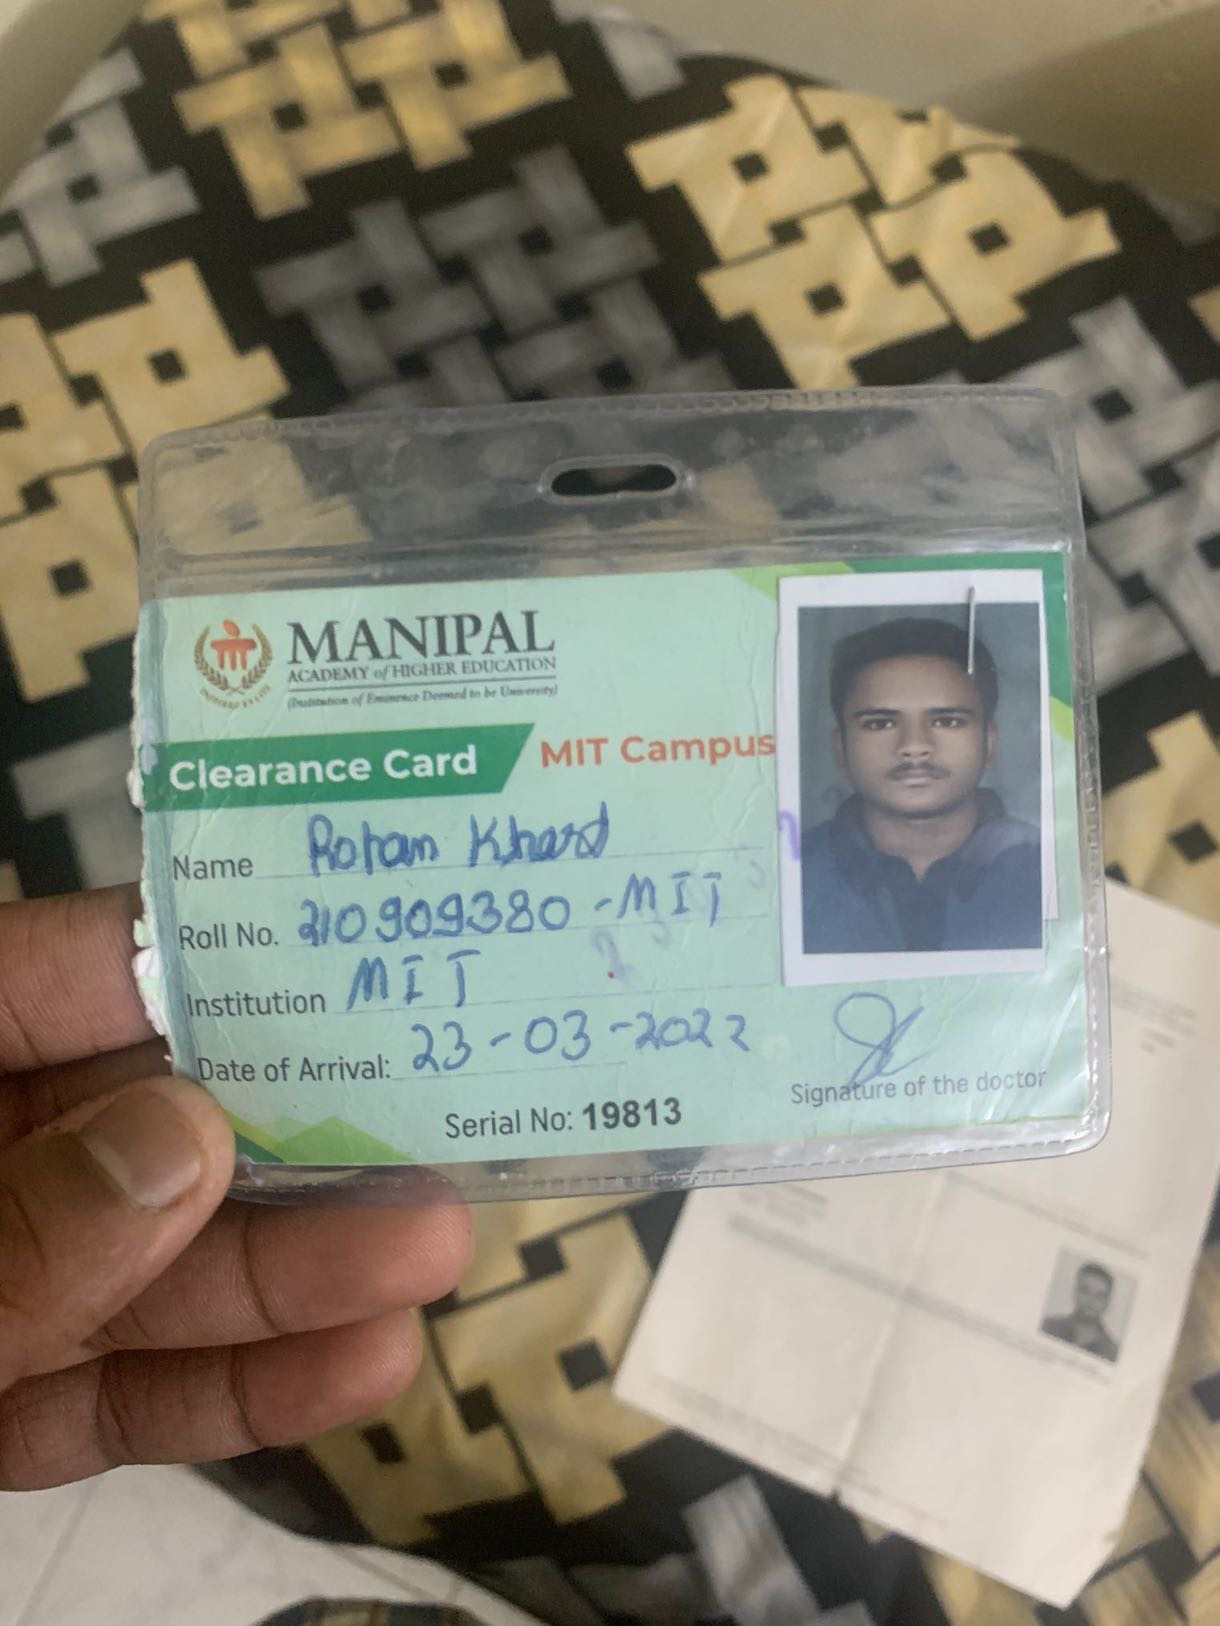 MANIPAL
ACADEMY of HIGHER EDUCATION
(Institution of Eminence Deemed to be University)
Clearance Card MIT Campus
Name Rohan Khard
Roll No. 210909380 - MIT
Institution MIT
Date of Arrival: 23-03-2022
Signature of the doctor
Serial No: 19813